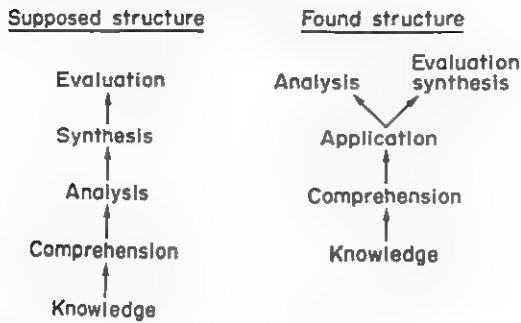 Supposed structure
Evaluation
Synthesis
Analysis
Comprehension
Knowledge
Found structure
Analysis
Evaluation
synthesis
Application
Comprehension
Knowledge